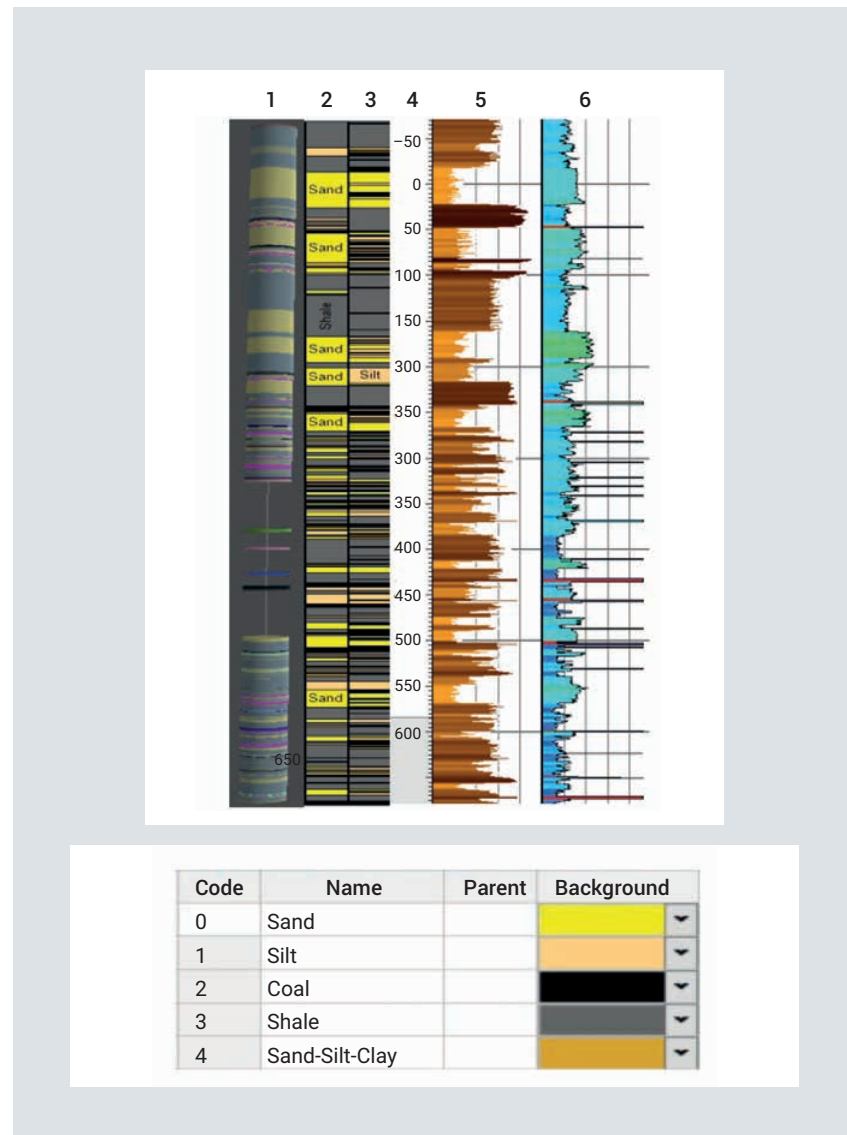 1 2 3 4 5 6
−50
Sand
0
50
Sand
100
Shale
150
Sand
300
Sand Silt
350
Sand
300
350
400
450
500
550
Sand
600
650
Code Name Parent Background
0 Sand
1 Silt
2 Coal
3 Shale
4 Sand-Silt-Clay